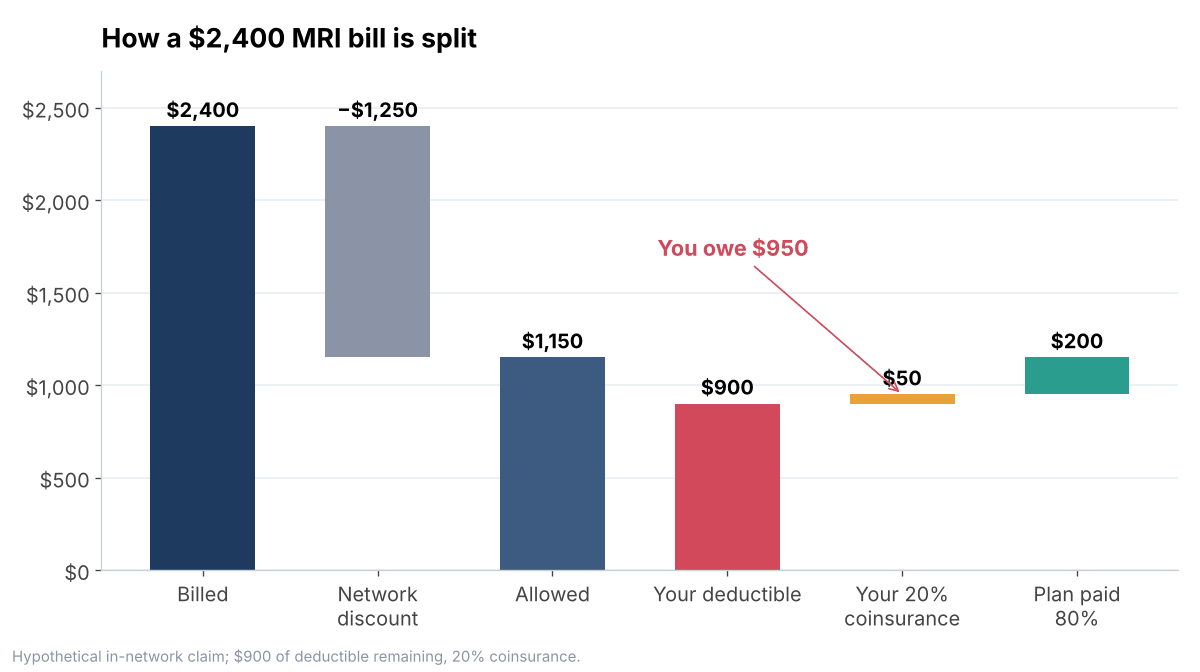 How a $2,400 MRI bill is split
$2,500
$2,000
$1,500
$1,000
$500
$0
$2,400
−$1,250
You owe $950
$1,150
$900
$50
$200
Billed
Network
discount
Allowed
Your deductible
Your 20%
coinsurance
Plan paid
80%
Hypothetical in-network claim; $900 of deductible remaining, 20% coinsurance.